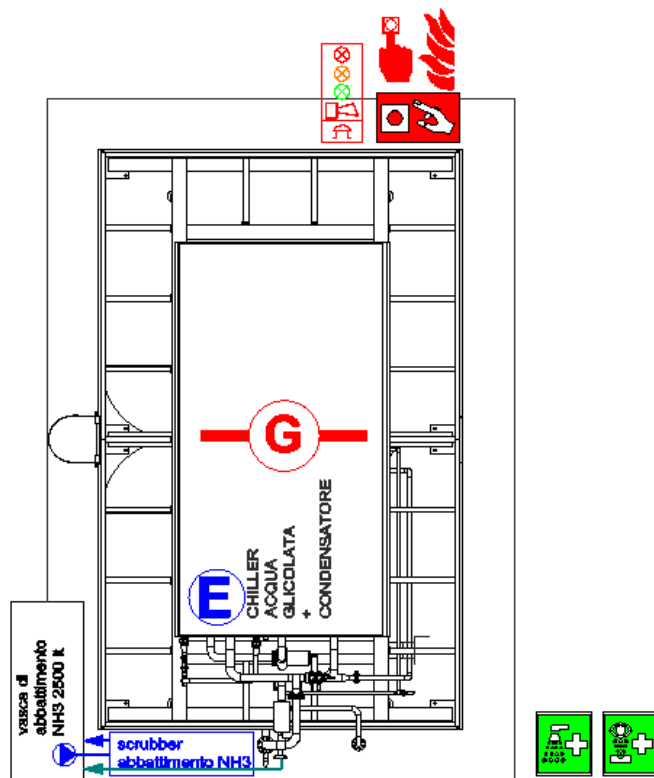 G
E
CHILLER
ACQUA
GLICOLATA
+
CONDENSATORE
vasca di
abbattimento
NH3 2500 lt
scrubber
abbattimento NH3